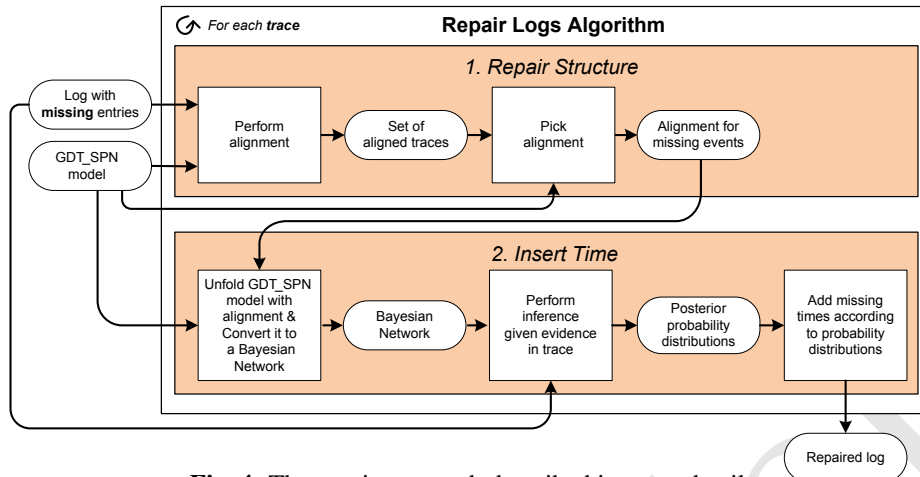 For each trace
Repair Logs Algorithm
1. Repair Structure
Log with
missing entries
Perform
alignment
Set of
aligned traces
Pick
alignment
Alignment for
missing events
GDT_SPN
model
2. Insert Time
Unfold GDT_SPN
model with
alignment &
Convert it to
a Bayesian
Network
Bayesian
Network
Perform
inference
given evidence
in trace
Posterior
probability
distributions
Add missing
times according
to probability
distributions
Repaired log